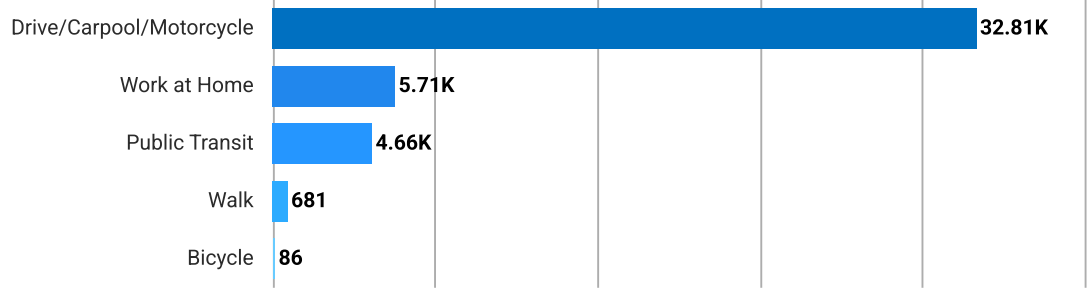 Drive/Carpool/Motorcycle 32.81K
Work at Home 5.71K
Public Transit 4.66K
Walk 681
Bicycle 86